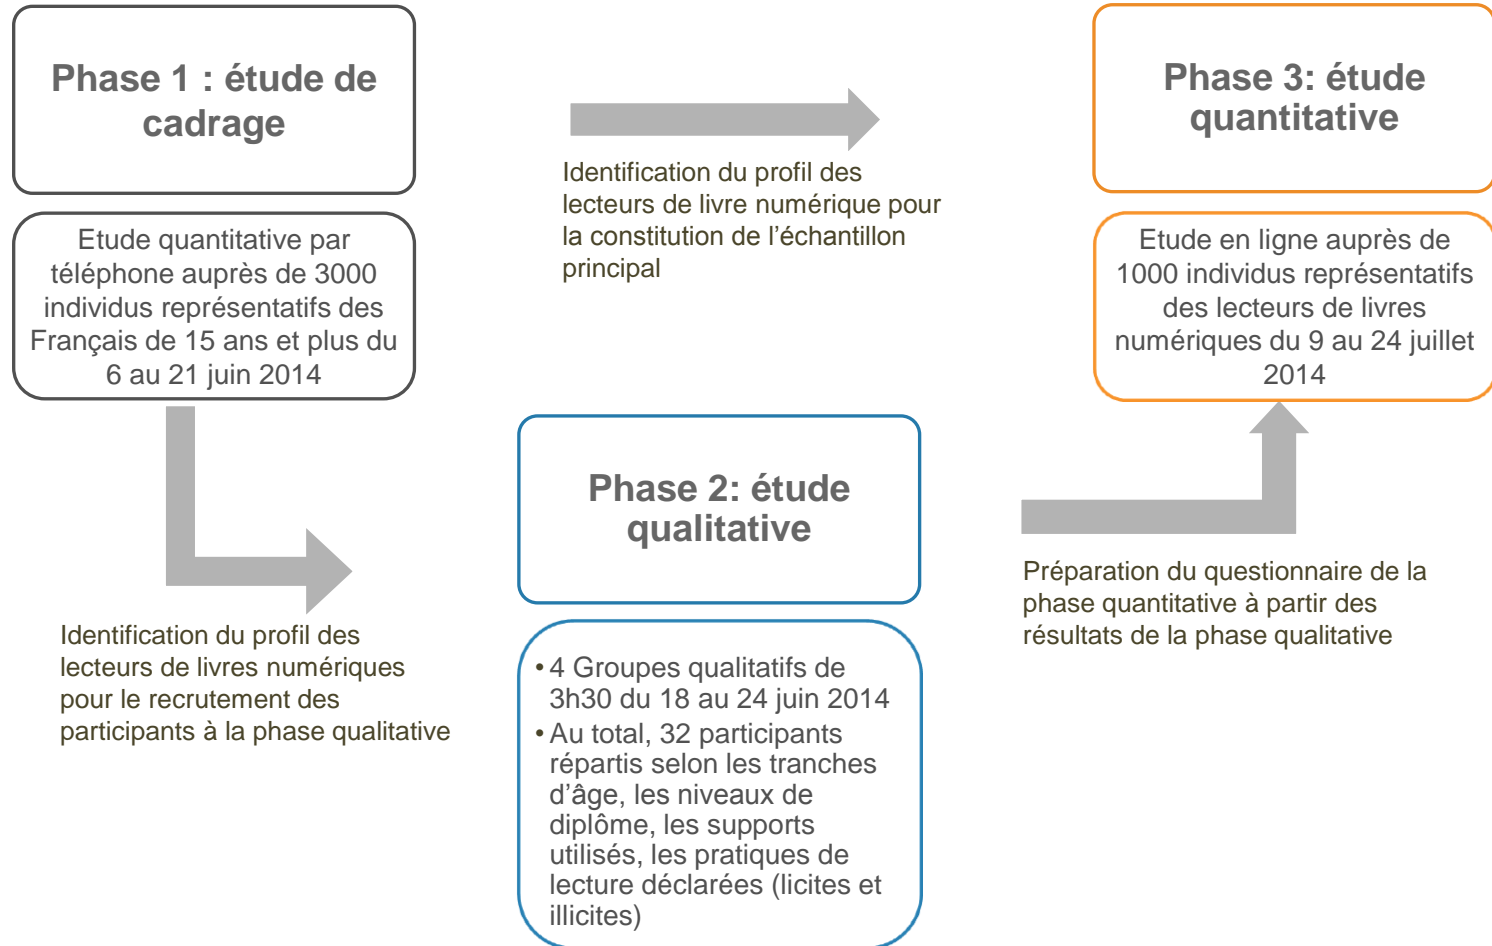 Phase 1 : étude de
cadrage
Etude quantitative par
téléphone auprès de 3000
individus représentatifs des
Français de 15 ans et plus du
6 au 21 juin 2014
Identification du profil des
lecteurs de livres numériques
pour le recrutement des
participants à la phase qualitative
Identification du profil des
lecteurs de livre numérique pour
la constitution de l’échantillon
principal
Phase 2: étude
qualitative
• 4 Groupes qualitatifs de
3h30 du 18 au 24 juin 2014
• Au total, 32 participants
répartis selon les tranches
d’âge, les niveaux de
diplôme, les supports
utilisés, les pratiques de
lecture déclarées (licites et
illicites)
Phase 3: étude
quantitative
Etude en ligne auprès de
1000 individus représentatifs
des lecteurs de livres
numériques du 9 au 24 juillet
2014
Préparation du questionnaire de la
phase quantitative à partir des
résultats de la phase qualitative